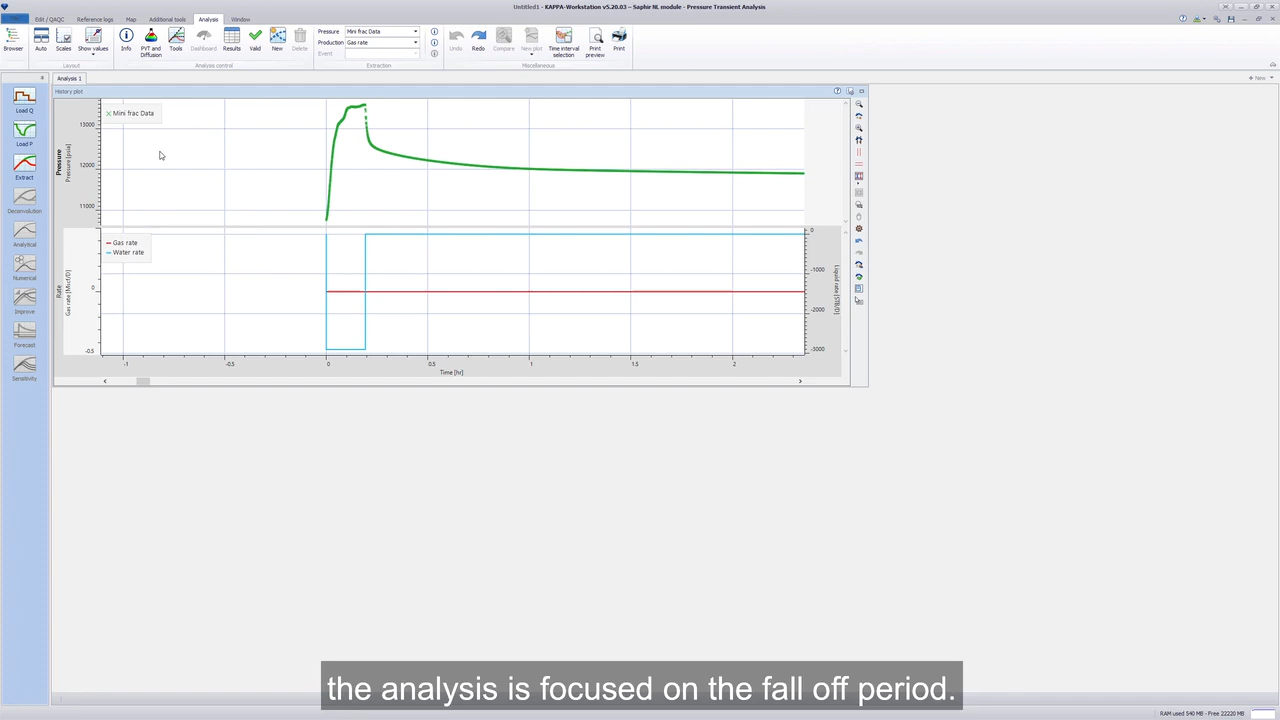 Untitled1 - KAPPA-Workstation v5.20.03 - Saphir NL module - Pressure Transient Analysis
Edit / QAQC
Reference logs
Map
Additional tools
Analysis
Window
Browser
Auto
Scales
Show values
Info
PVT and Diffusion
Tools
Dashboard
Results
Valid
New
Delete
Pressure Mini frac Data
Production Gas rate
Event
Undo
Redo
Compare
New plot
Time interval selection
Print preview
Print
Layout
Analysis control
Extraction
Miscellaneous
Analysis 1
+ New
History plot
Load Q
Load P
Extract
Deconvolution
Analytical
Numerical
Improve
Forecast
Sensitivity
Mini frac Data
13000
12000
11000
Pressure
Pressure [psia]
Gas rate
Water rate
0
-0.5
Rate
Gas rate [Mscf/D]
0
-1000
-2000
-3000
Liquid rate [STB/D]
-1
-0.5
0
0.5
1
1.5
2
Time [hr]
the analysis is focused on the fall off period.
RAM used 540 MB - Free 22220 MB